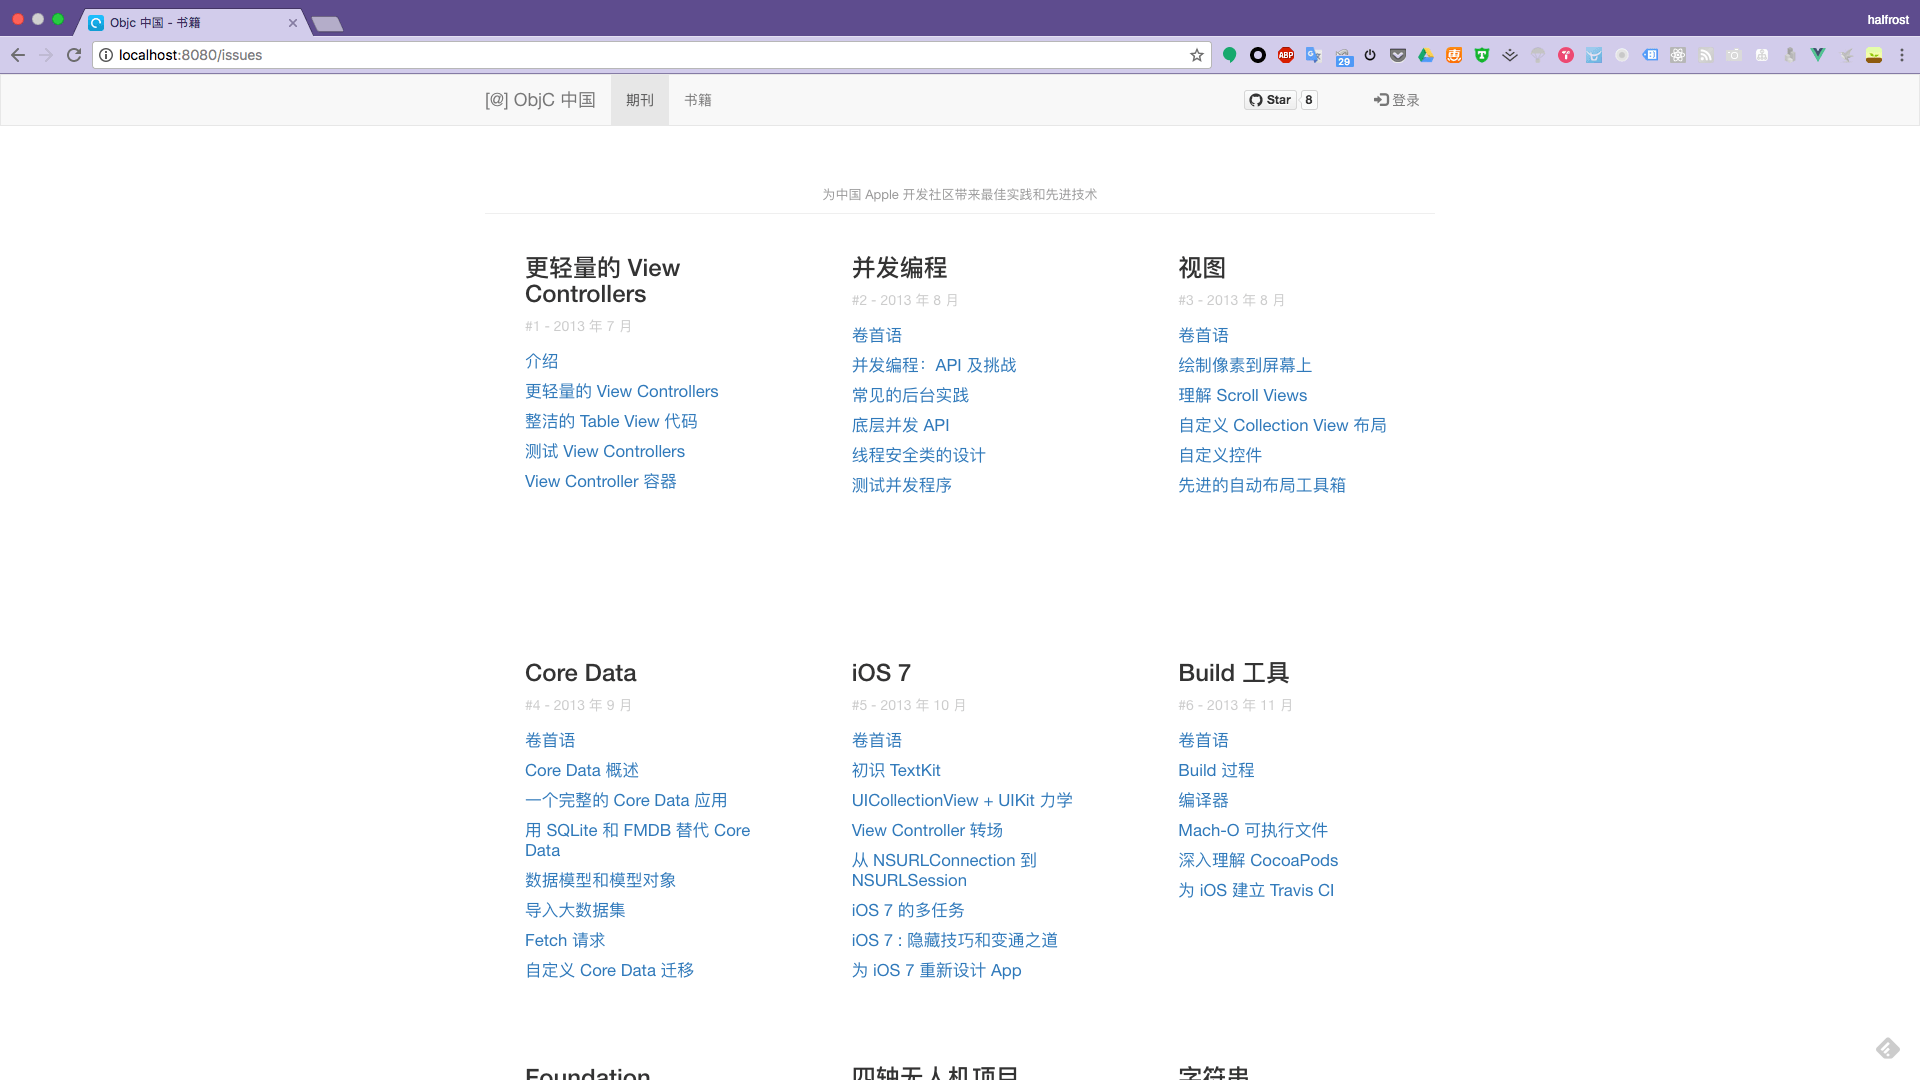 Objc 中国 - 书籍
halfrost
localhost:8080/issues
ABP
29
[@] ObjC 中国
期刊
书籍
Star
8
登录
为中国 Apple 开发社区带来最佳实践和先进技术
更轻量的 View
Controllers
#1 - 2013 年 7 月
介绍
更轻量的 View Controllers
整洁的 Table View 代码
测试 View Controllers
View Controller 容器
并发编程
#2 - 2013 年 8 月
卷首语
并发编程：API 及挑战
常见的后台实践
底层并发 API
线程安全类的设计
测试并发程序
视图
#3 - 2013 年 8 月
卷首语
绘制像素到屏幕上
理解 Scroll Views
自定义 Collection View 布局
自定义控件
先进的自动布局工具箱
Core Data
#4 - 2013 年 9 月
卷首语
Core Data 概述
一个完整的 Core Data 应用
用 SQLite 和 FMDB 替代 Core
Data
数据模型和模型对象
导入大数据集
Fetch 请求
自定义 Core Data 迁移
iOS 7
#5 - 2013 年 10 月
卷首语
初识 TextKit
UICollectionView + UIKit 力学
View Controller 转场
从 NSURLConnection 到
NSURLSession
iOS 7 的多任务
iOS 7 : 隐藏技巧和变通之道
为 iOS 7 重新设计 App
Build 工具
#6 - 2013 年 11 月
卷首语
Build 过程
编译器
Mach-O 可执行文件
深入理解 CocoaPods
为 iOS 建立 Travis CI
Foundation
四轴无人机项目
字符串